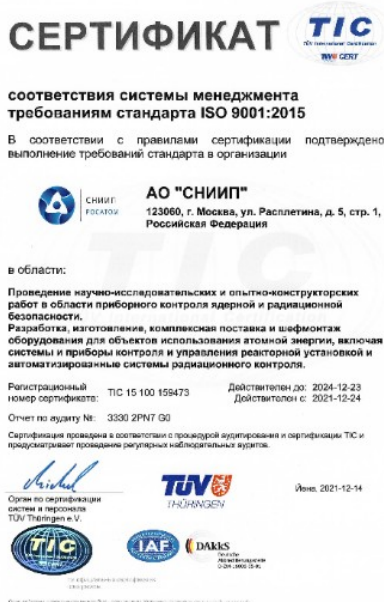 СЕРТИФИКАТ
TIC
TÜV International Certification
TÜV CERT
соответствия системы менеджмента
требованиям стандарта ISO 9001:2015
В соответствии с правилами сертификации подтверждено
выполнение требований стандарта в организации
СНИИП
РОСАТОМ
АО "СНИИП"
123060, г. Москва, ул. Расплетина, д. 5, стр. 1,
Российская Федерация
в области:
Проведение научно-исследовательских и опытно-конструкторских
работ в области приборного контроля ядерной и радиационной
безопасности.
Разработка, изготовление, комплексная поставка и шефмонтаж
оборудования для объектов использования атомной энергии, включая
системы и приборы контроля и управления реакторной установкой и
автоматизированные системы радиационного контроля.
Регистрационный
номер сертификата: TIC 15 100 159473
Действителен до: 2024-12-23
Действителен с: 2021-12-24
Отчет по аудиту №: 3330 2PN7 G0
Сертификация проведена в соответствии с процедурой аудитирования и сертификации TIC и
предусматривает проведение регулярных наблюдательных аудитов.
TÜV
THÜRINGEN
Йена, 2021-12-14
Орган по сертификации
систем и персонала
TÜV Thüringen e.V.
TIC
IAF
DAkkS
Deutsche
Akkreditierungsstelle